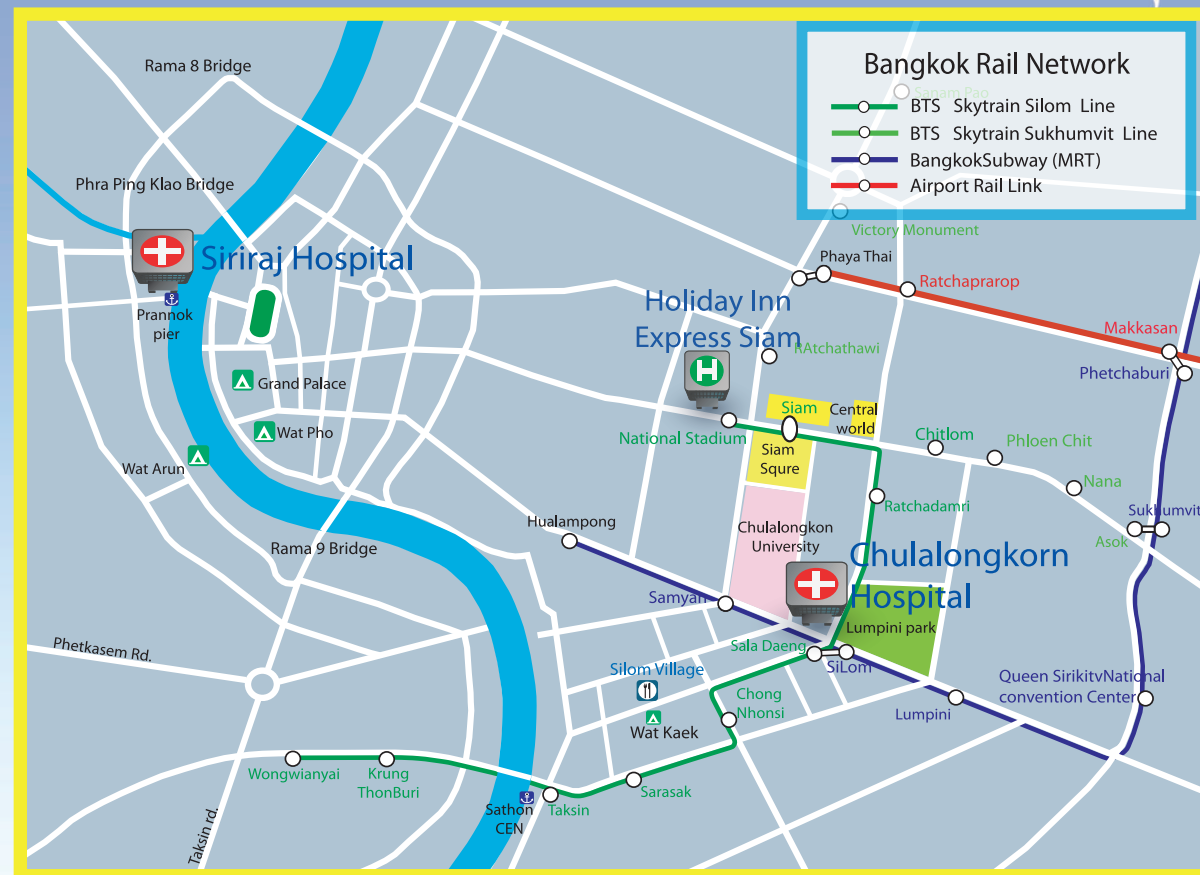 Bangkok Rail Network
Sanam Pao
BTS Skytrain Silom Line
BTS Skytrain Sukhumvit Line
BangkokSubway (MRT)
Airport Rail Link
Rama 8 Bridge
Phra Ping Klao Bridge
Victory Monument
Siriraj Hospital
Phaya Thai
Ratchaprarop
Prannok
pier
Holiday Inn
Express Siam
Makkasan
RAtchathawi
Phetchaburi
Grand Palace
Siam
Central
world
National Stadium
Wat Pho
Chitlom
Phloen Chit
Siam
Squre
Wat Arun
Nana
Ratchadamri
Sukhumvit
Hualampong
Chulalongkon
University
Asok
Rama 9 Bridge
Chulalongkorn
Hospital
Samyan
Lumpini park
Phetkasem Rd.
Sala Daeng
SiLom
Silom Village
Queen SirikitvNational
convention Center
Chong
Nhonsi
Lumpini
Wat Kaek
Wongwianyai
Krung
ThonBuri
Sarasak
Sathon
CEN
Taksin
Taksin rd.